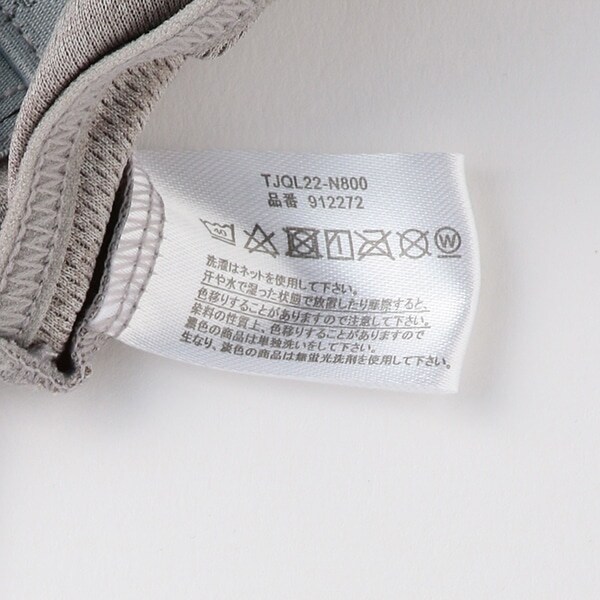 TJQL22-N800
品番 912272
40 W
洗濯はネットを使用して下さい。
汗や水で湿った状態で放置したり摩擦すると、
色移りすることがありますので注意して下さい。
染料の性質上、色移りすることがありますので
濃色の商品は単独洗いをして下さい。
生なり、淡色の商品は無蛍光洗剤を使用して下さい。